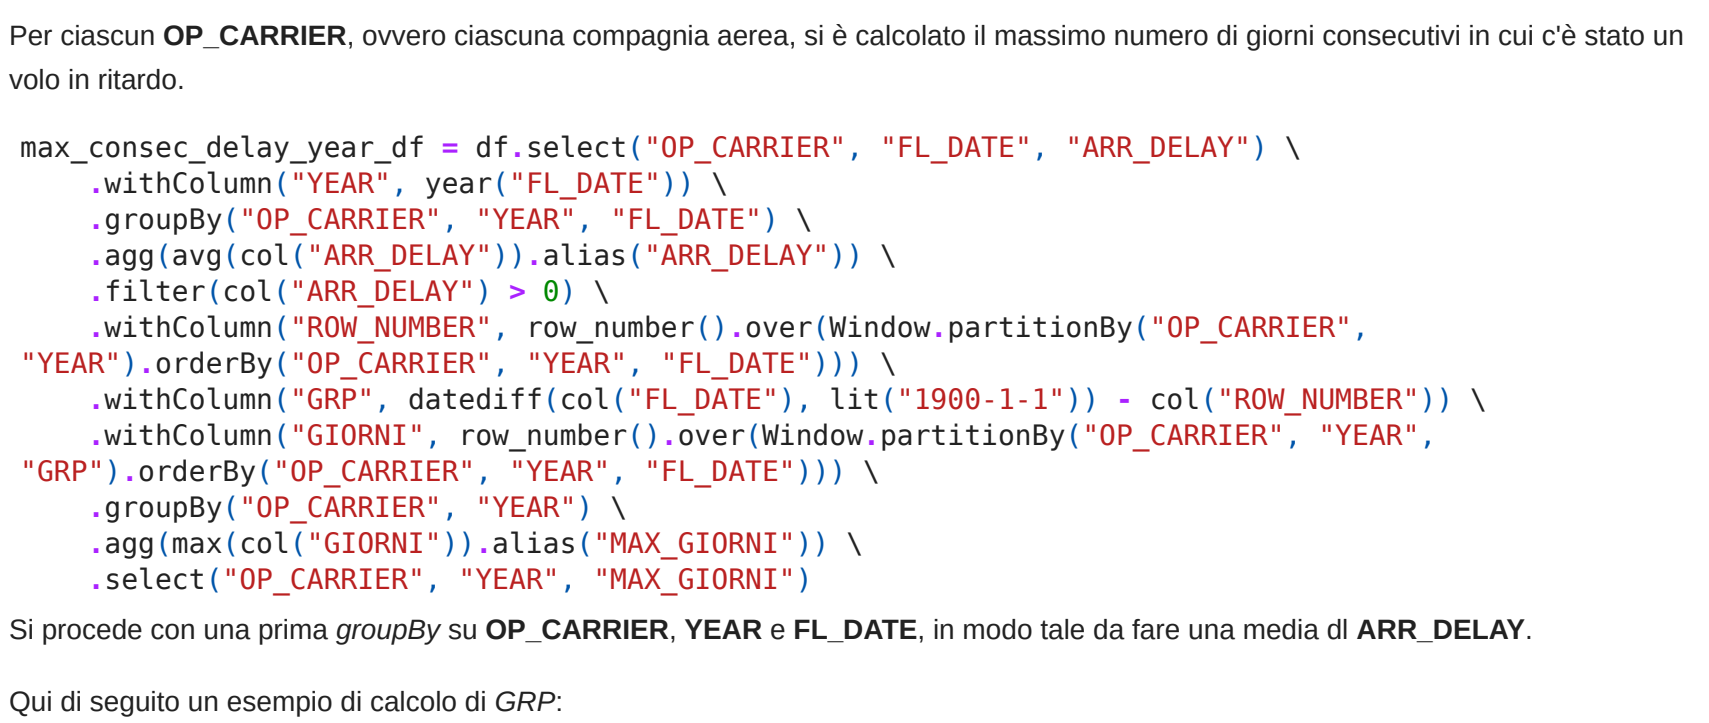 Per ciascun OP_CARRIER, ovvero ciascuna compagnia aerea, si è calcolato il massimo numero di giorni consecutivi in cui c'è stato un
volo in ritardo.
max_consec_delay_year_df = df.select("OP_CARRIER", "FL_DATE", "ARR_DELAY") \
    .withColumn("YEAR", year("FL_DATE")) \
    .groupBy("OP_CARRIER", "YEAR", "FL_DATE") \
    .agg(avg(col("ARR_DELAY")).alias("ARR_DELAY")) \
    .filter(col("ARR_DELAY") > 0) \
    .withColumn("ROW_NUMBER", row_number().over(Window.partitionBy("OP_CARRIER",
"YEAR").orderBy("OP_CARRIER", "YEAR", "FL_DATE"))) \
    .withColumn("GRP", datediff(col("FL_DATE"), lit("1900-1-1")) - col("ROW_NUMBER")) \
    .withColumn("GIORNI", row_number().over(Window.partitionBy("OP_CARRIER", "YEAR",
"GRP").orderBy("OP_CARRIER", "YEAR", "FL_DATE"))) \
    .groupBy("OP_CARRIER", "YEAR") \
    .agg(max(col("GIORNI")).alias("MAX_GIORNI")) \
    .select("OP_CARRIER", "YEAR", "MAX_GIORNI")
Si procede con una prima groupBy su OP_CARRIER, YEAR e FL_DATE, in modo tale da fare una media dl ARR_DELAY.
Qui di seguito un esempio di calcolo di GRP: